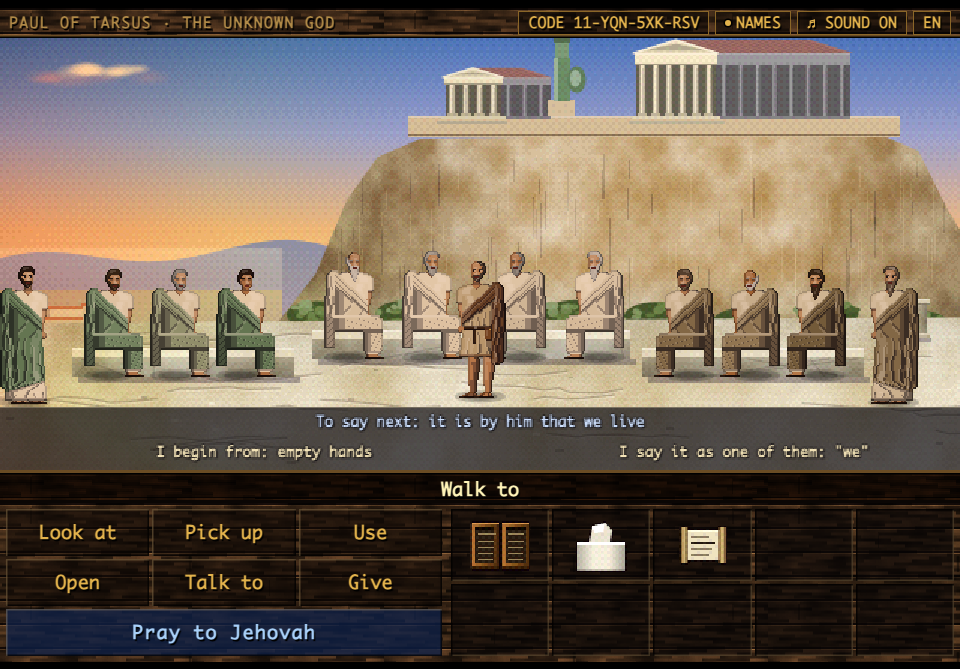 PAUL OF TARSUS · THE UNKNOWN GOD
CODE 11-YQN-5XK-RSV
• NAMES
♬ SOUND ON
EN
To say next: it is by him that we live
I begin from: empty hands
I say it as one of them: "we"
Walk to
Look at
Pick up
Use
Open
Talk to
Give
Pray to Jehovah